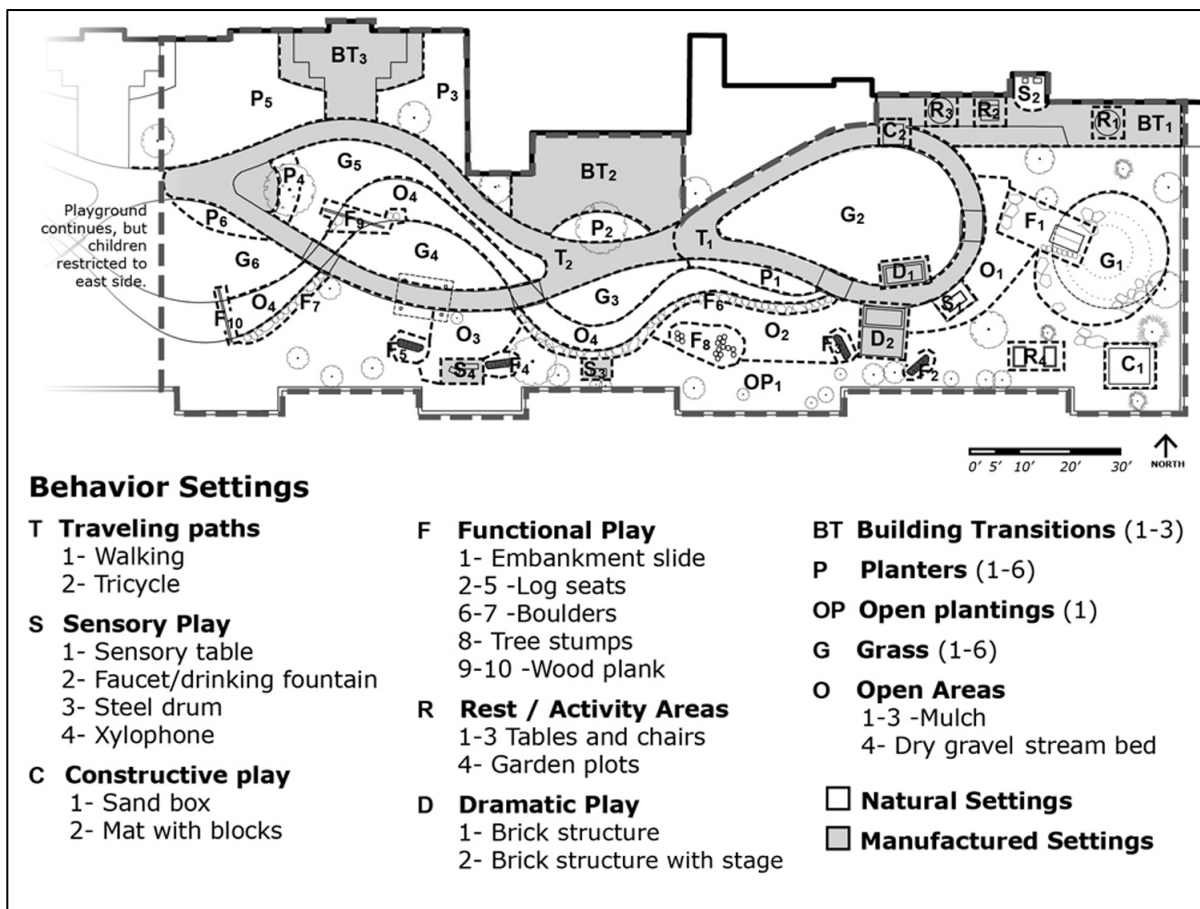 BT3
P5
P3
R3
R2
S2
C2
R1
BT1
G5
P4
O4
BT2
F9
P6
P2
G2
F1
Playground
continues, but
children
restricted to
east side.
G4
T2
T1
G1
G6
D1
O1
P1
G3
S1
O4
F7
F6
F10
O3
O4
O2
D2
F8
F3
F5
S4
F4
S3
F2
R4
C1
OP1
0' 5' 10' 20' 30' NORTH
Behavior Settings
T Traveling paths
1- Walking
2- Tricycle
S Sensory Play
1- Sensory table
2- Faucet/drinking fountain
3- Steel drum
4- Xylophone
C Constructive play
1- Sand box
2- Mat with blocks
F Functional Play
1- Embankment slide
2-5 -Log seats
6-7 -Boulders
8- Tree stumps
9-10 -Wood plank
R Rest / Activity Areas
1-3 Tables and chairs
4- Garden plots
D Dramatic Play
1- Brick structure
2- Brick structure with stage
BT Building Transitions (1-3)
P Planters (1-6)
OP Open plantings (1)
G Grass (1-6)
O Open Areas
1-3 -Mulch
4- Dry gravel stream bed
Natural Settings
Manufactured Settings